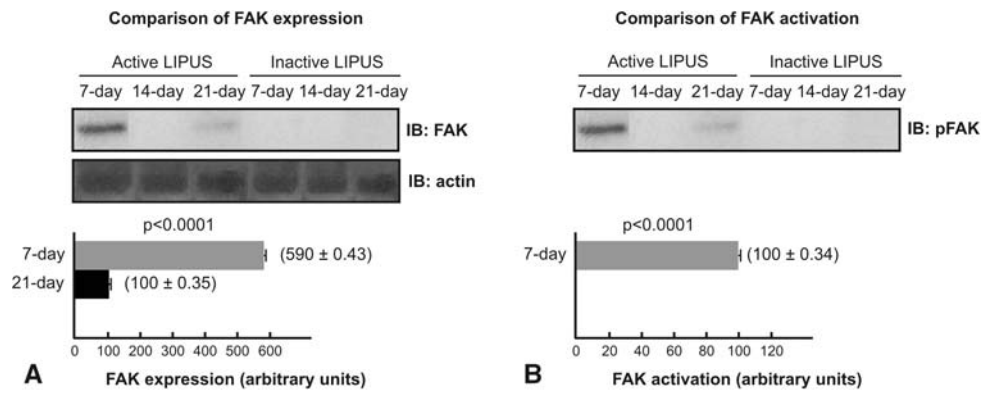 Comparison of FAK expression
Active LIPUS Inactive LIPUS
7-day 14-day 21-day 7-day 14-day 21-day
IB: FAK
IB: actin
p<0.0001
7-day (590 ± 0.43)
21-day (100 ± 0.35)
0 100 200 300 400 500 600
A FAK expression (arbitrary units)
Comparison of FAK activation
Active LIPUS Inactive LIPUS
7-day 14-day 21-day 7-day 14-day 21-day
IB: pFAK
p<0.0001
7-day (100 ± 0.34)
0 20 40 60 80 100 120
B FAK activation (arbitrary units)